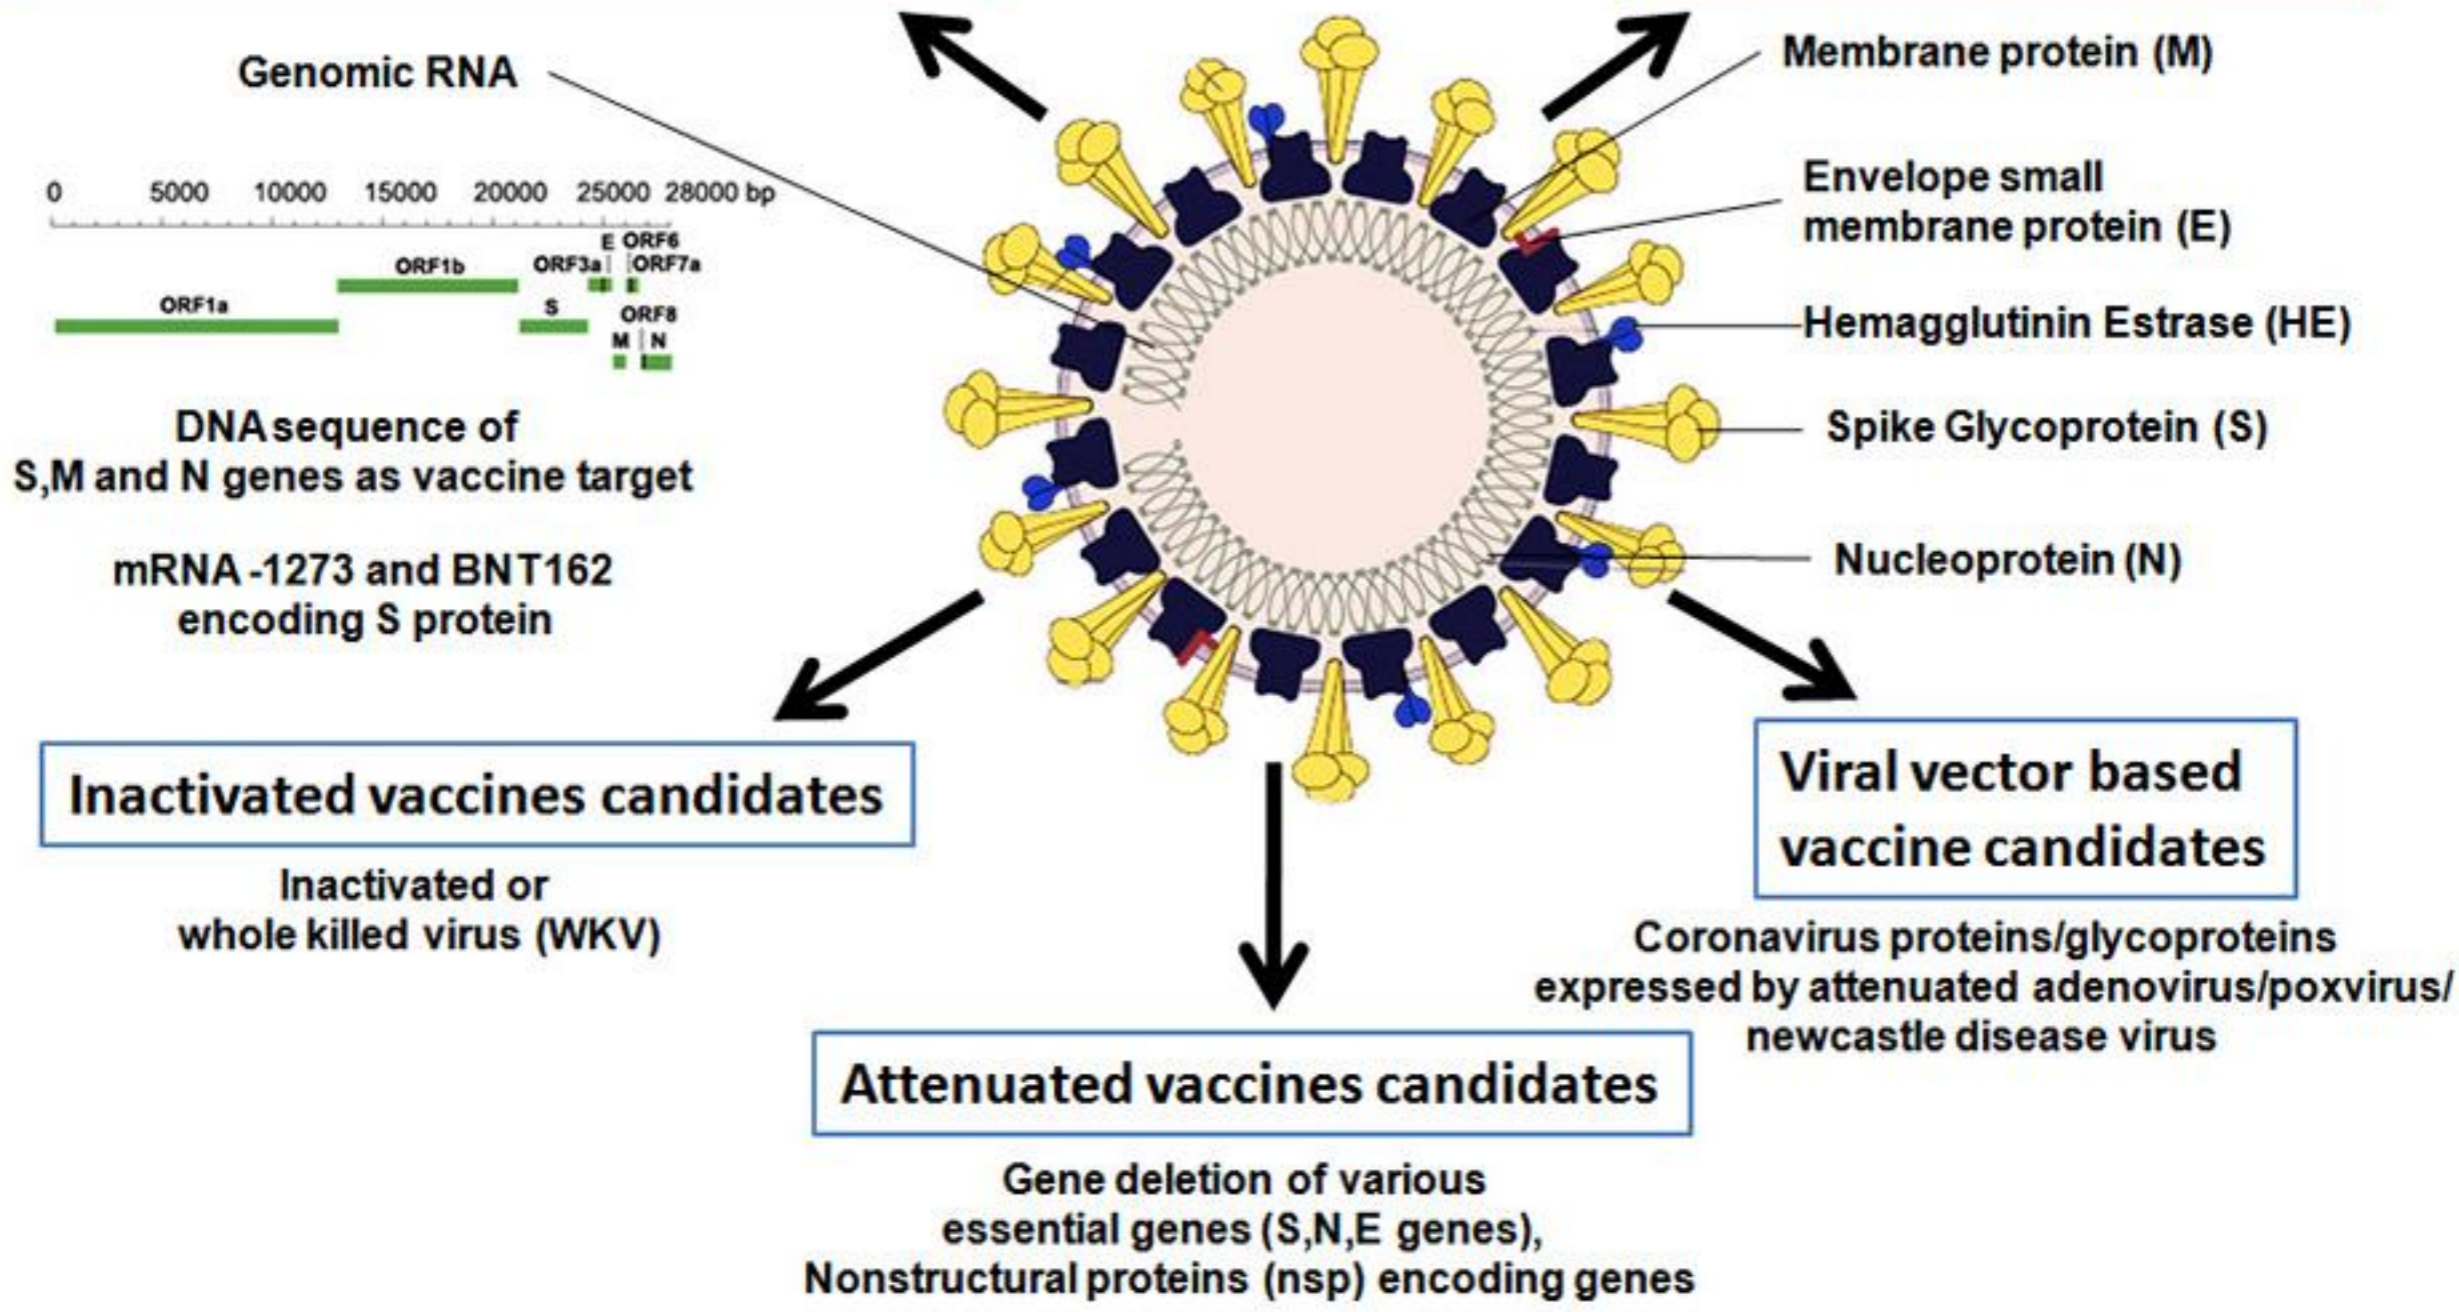 Genomic RNA
0 5000 10000 15000 20000 25000 28000 bp
E ORF6
ORF1b ORF3a ORF7a
ORF1a S ORF8
M N
DNA sequence of
S,M and N genes as vaccine target
mRNA -1273 and BNT162
encoding S protein
Membrane protein (M)
Envelope small
membrane protein (E)
Hemagglutinin Estrase (HE)
Spike Glycoprotein (S)
Nucleoprotein (N)
Inactivated vaccines candidates
Inactivated or
whole killed virus (WKV)
Viral vector based
vaccine candidates
Coronavirus proteins/glycoproteins
expressed by attenuated adenovirus/poxvirus/
newcastle disease virus
Attenuated vaccines candidates
Gene deletion of various
essential genes (S,N,E genes),
Nonstructural proteins (nsp) encoding genes